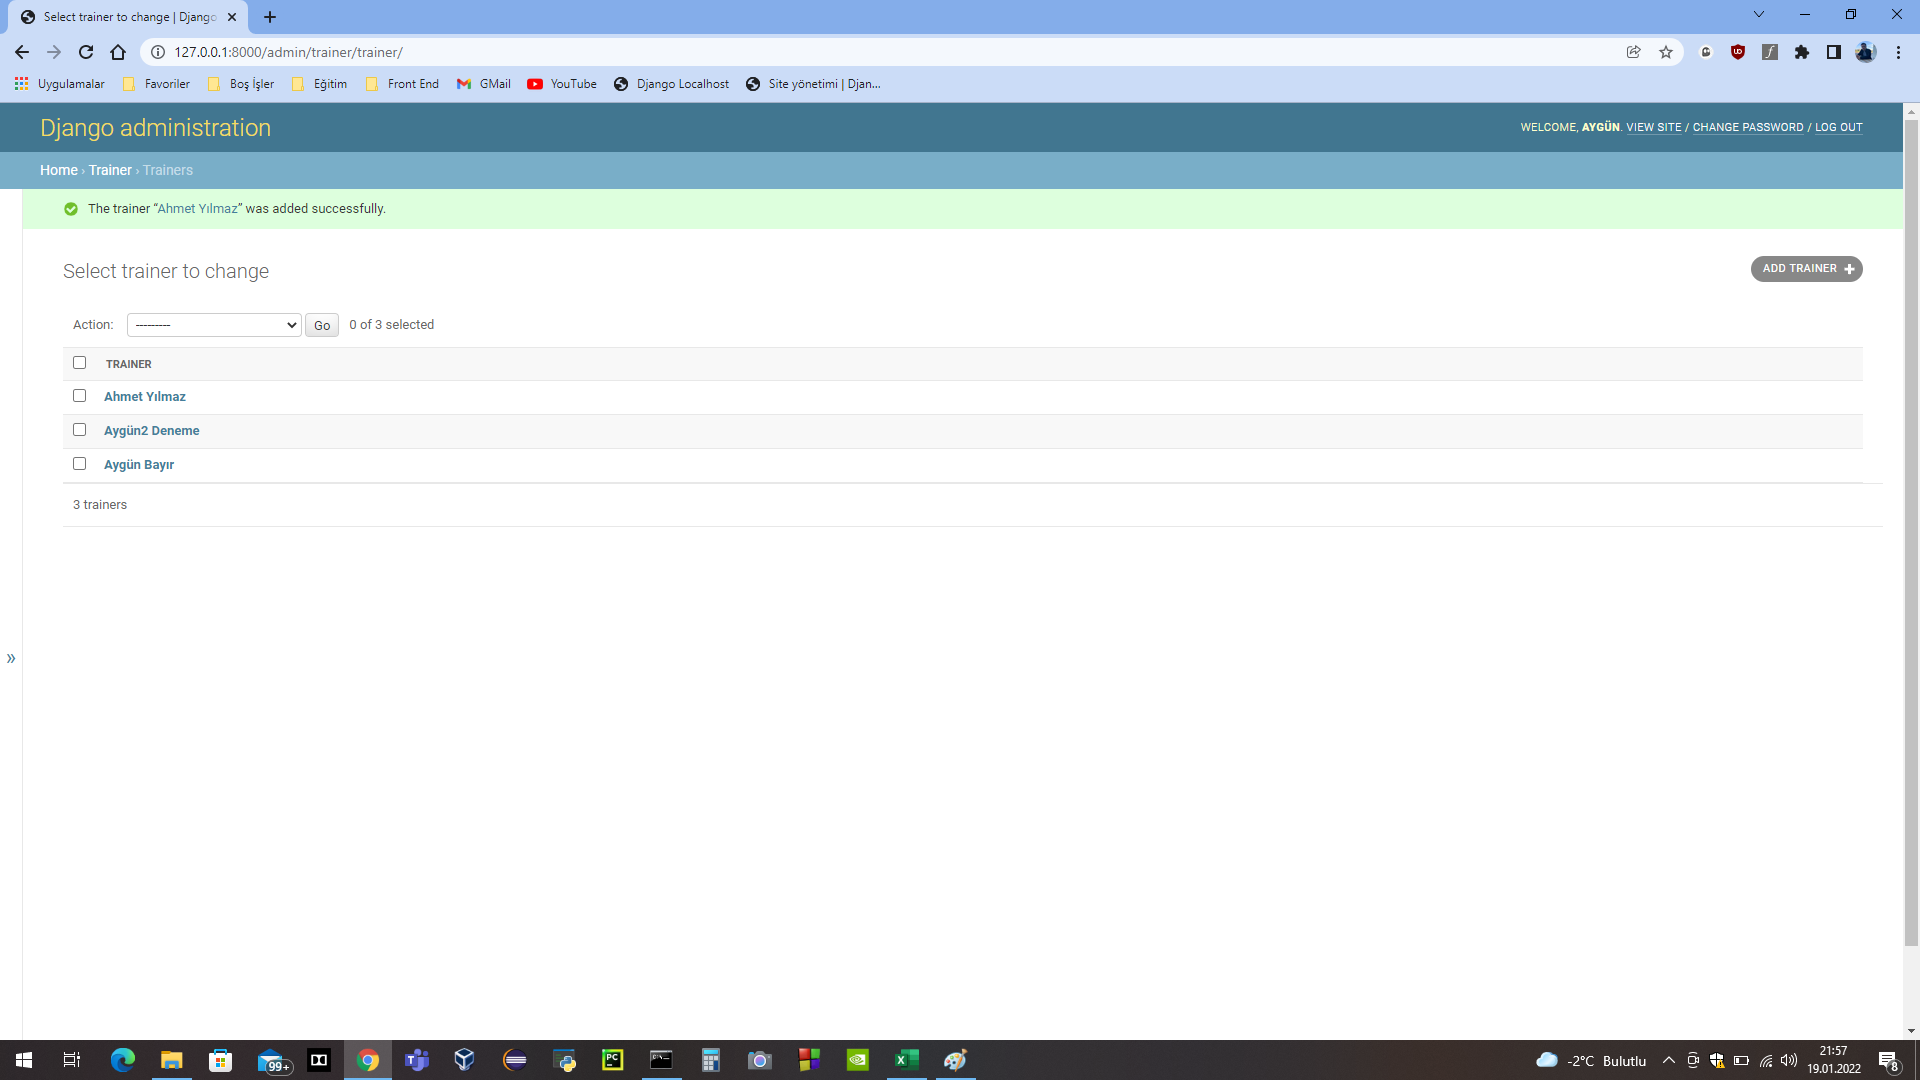 Select trainer to change | Django
127.0.0.1:8000/admin/trainer/trainer/
Uygulamalar Favoriler Boş İşler Eğitim Front End GMail YouTube Django Localhost Site yönetimi | Djan...
Django administration
WELCOME, AYGÜN. VIEW SITE / CHANGE PASSWORD / LOG OUT
Home › Trainer › Trainers
The trainer “Ahmet Yılmaz” was added successfully.
Select trainer to change
ADD TRAINER
Action: --------- Go 0 of 3 selected
TRAINER
Ahmet Yılmaz
Aygün2 Deneme
Aygün Bayır
3 trainers
»
99+
PC
-2°C Bulutlu
21:57
19.01.2022
8